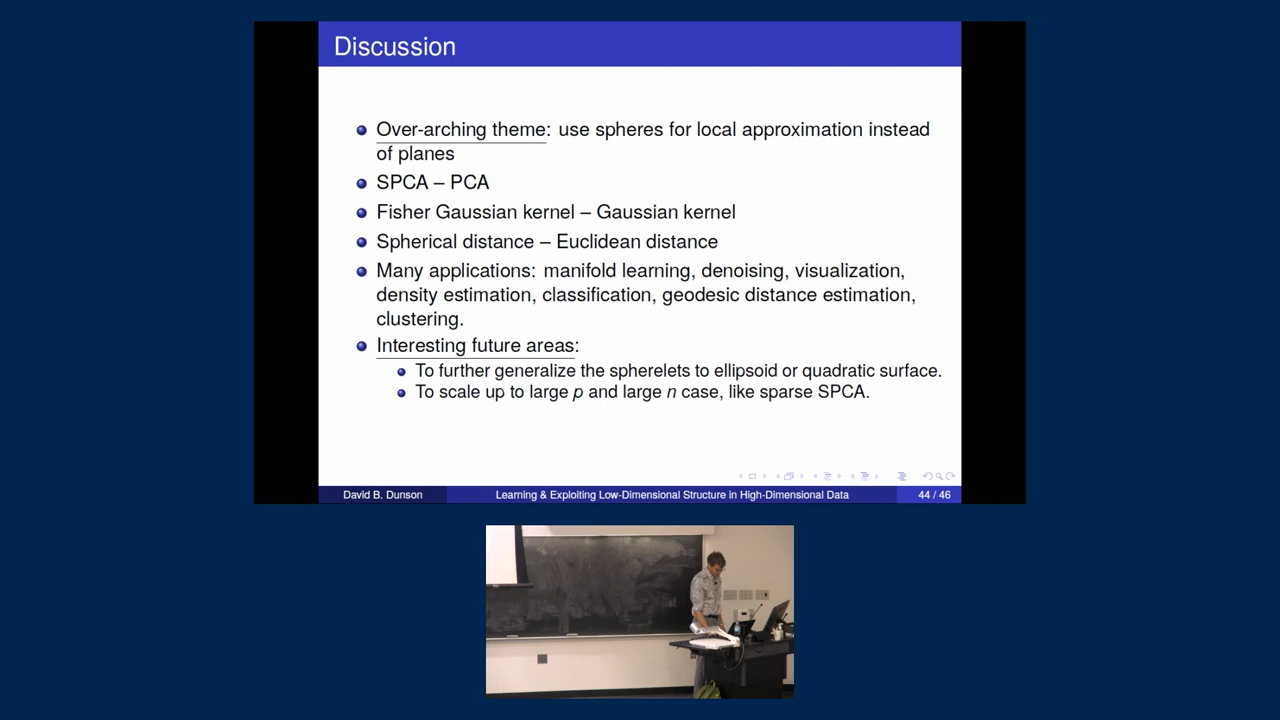 Discussion
Over-arching theme: use spheres for local approximation instead
of planes
SPCA – PCA
Fisher Gaussian kernel – Gaussian kernel
Spherical distance – Euclidean distance
Many applications: manifold learning, denoising, visualization,
density estimation, classification, geodesic distance estimation,
clustering.
Interesting future areas:
To further generalize the spherelets to ellipsoid or quadratic surface.
To scale up to large p and large n case, like sparse SPCA.
David B. Dunson
Learning & Exploiting Low-Dimensional Structure in High-Dimensional Data
44 / 46